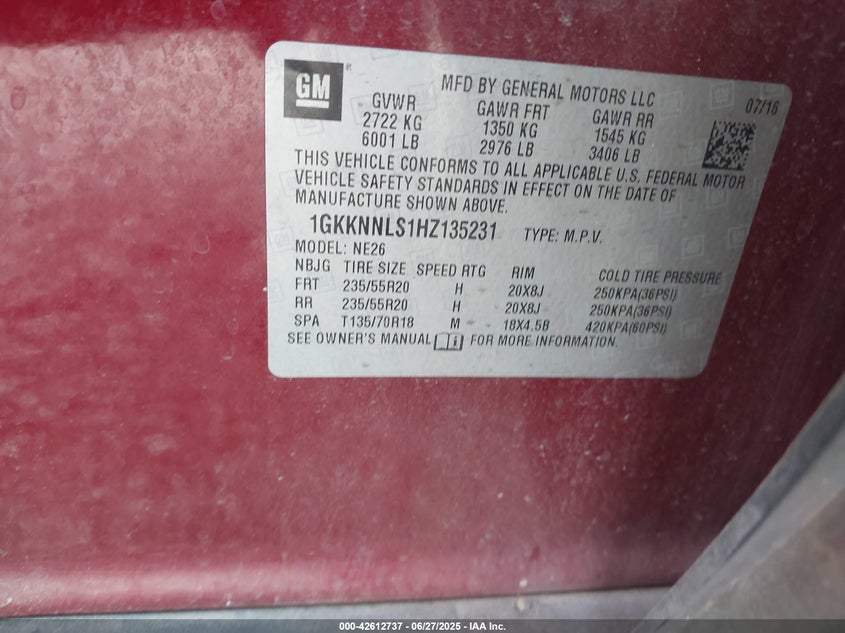 GM
MFD BY GENERAL MOTORS LLC
07/16
GVWR GAWR FRT GAWR RR
2722 KG 1350 KG 1545 KG
6001 LB 2976 LB 3406 LB
THIS VEHICLE CONFORMS TO ALL APPLICABLE U.S. FEDERAL MOTOR
VEHICLE SAFETY STANDARDS IN EFFECT ON THE DATE OF
MANUFACTURE SHOWN ABOVE.
1GKKNNLS1HZ135231 TYPE: M.P.V.
MODEL: NE26
NBJG TIRE SIZE SPEED RTG RIM COLD TIRE PRESSURE
FRT 235/55R20 H 20X8J 250KPA(36PSI)
RR 235/55R20 H 20X8J 250KPA(36PSI)
SPA T135/70R18 M 18X4.5B 420KPA(60PSI)
SEE OWNER'S MANUAL i FOR MORE INFORMATION.
000-42612737 - 06/27/2025 - IAA Inc.